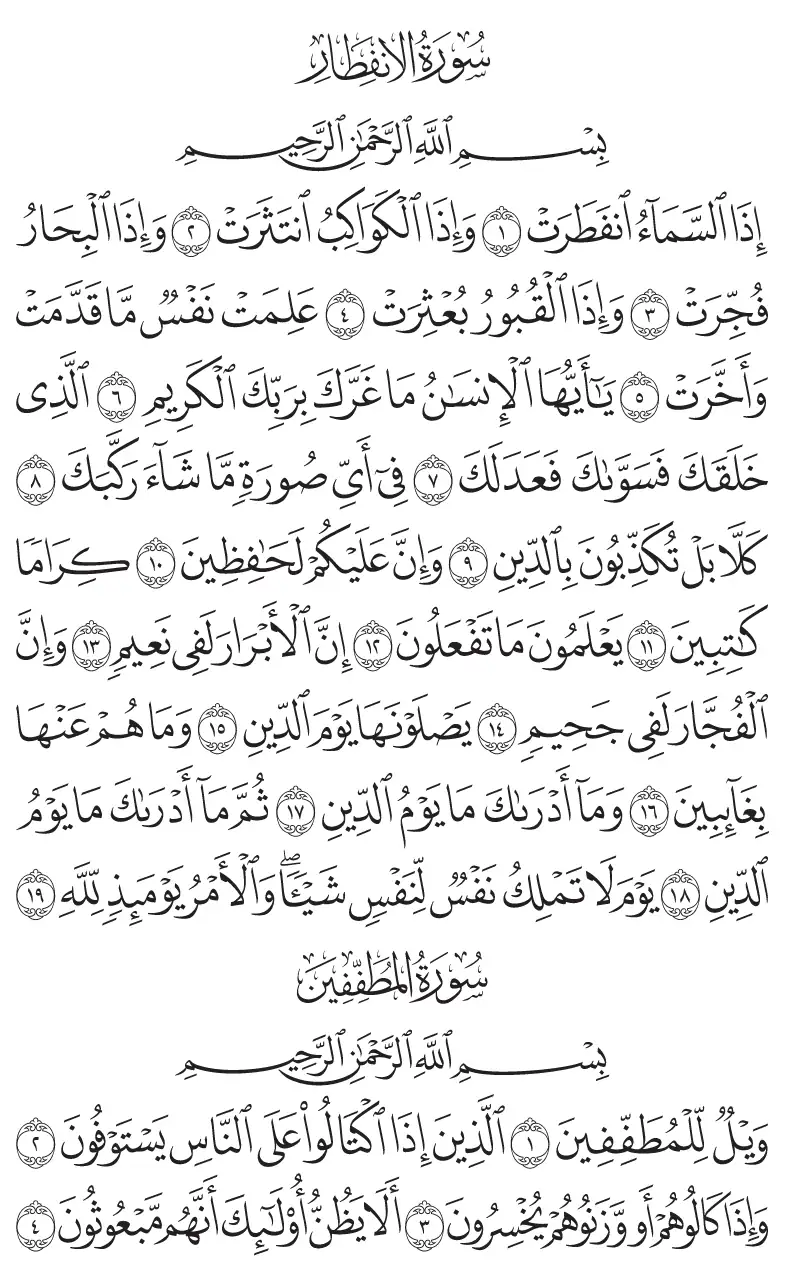 سُورَةُ الانفِطَارِ
بِسْمِ ٱللَّهِ ٱلرَّحْمَٰنِ ٱلرَّحِيمِ
إِذَا ٱلسَّمَآءُ ٱنفَطَرَتْ ١ وَإِذَا ٱلْكَوَاكِبُ ٱنتَثَرَتْ ٢ وَإِذَا ٱلْبِحَارُ
فُجِّرَتْ ٣ وَإِذَا ٱلْقُبُورُ بُعْثِرَتْ ٤ عَلِمَتْ نَفْسٌ مَّا قَدَّمَتْ
وَأَخَّرَتْ ٥ يَٰٓأَيُّهَا ٱلْإِنسَٰنُ مَا غَرَّكَ بِرَبِّكَ ٱلْكَرِيمِ ٦ ٱلَّذِى
خَلَقَكَ فَسَوَّىٰكَ فَعَدَلَكَ ٧ فِىٓ أَىِّ صُورَةٍ مَّا شَآءَ رَكَّبَكَ ٨
كَلَّا بَلْ تُكَذِّبُونَ بِٱلدِّينِ ٩ وَإِنَّ عَلَيْكُمْ لَحَٰفِظِينَ ١٠ كِرَامًا
كَٰتِبِينَ ١١ يَعْلَمُونَ مَا تَفْعَلُونَ ١٢ إِنَّ ٱلْأَبْرَارَ لَفِى نَعِيمٍ ١٣ وَإِنَّ
ٱلْفُجَّارَ لَفِى جَحِيمٍ ١٤ يَصْلَوْنَهَا يَوْمَ ٱلدِّينِ ١٥ وَمَا هُمْ عَنْهَا
بِغَآئِبِينَ ١٦ وَمَآ أَدْرَىٰكَ مَا يَوْمُ ٱلدِّينِ ١٧ ثُمَّ مَآ أَدْرَىٰكَ مَا يَوْمُ
ٱلدِّينِ ١٨ يَوْمَ لَا تَمْلِكُ نَفْسٌ لِّنَفْسٍ شَيْـًٔا ۖ وَٱلْأَمْرُ يَوْمَئِذٍ لِّلَّهِ ١٩
سُورَةُ المُطَفِّفِينَ
بِسْمِ ٱللَّهِ ٱلرَّحْمَٰنِ ٱلرَّحِيمِ
وَيْلٌ لِّلْمُطَفِّفِينَ ١ ٱلَّذِينَ إِذَا ٱكْتَالُوا۟ عَلَى ٱلنَّاسِ يَسْتَوْفُونَ ٢
وَإِذَا كَالُوهُمْ أَو وَّزَنُوهُمْ يُخْسِرُونَ ٣ أَلَا يَظُنُّ أُو۟لَٰٓئِكَ أَنَّهُم مَّبْعُوثُونَ ٤